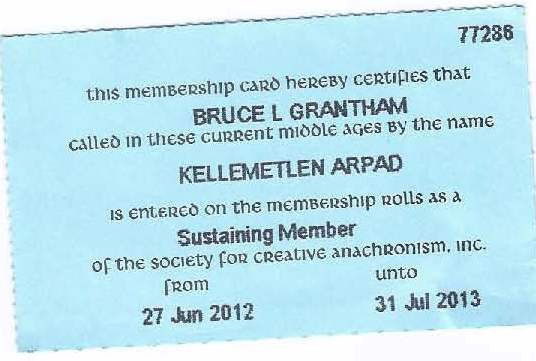 77286
this membership card hereby certifies that
BRUCE L GRANTHAM
called in these current middle ages by the name
KELLEMETLEN ARPAD
is entered on the membership rolls as a
Sustaining Member
of the society for creative anachronism, inc.
from unto
27 Jun 2012 31 Jul 2013